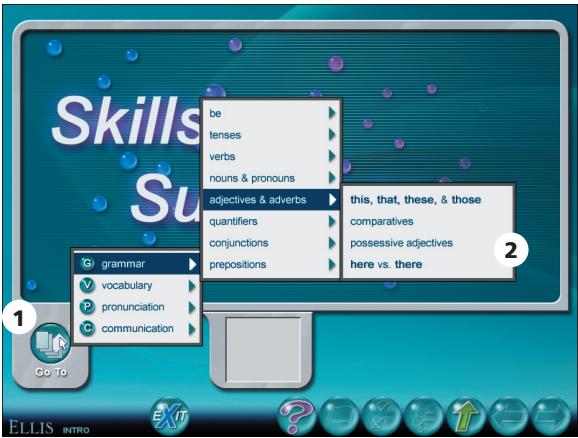 Skills
Su
be
tenses
verbs
nouns & pronouns
adjectives & adverbs
quantifiers
conjunctions
prepositions
this, that, these, & those
comparatives
possessive adjectives
here vs. there
2
G grammar
V vocabulary
P pronunciation
C communication
1
Go To
ELLIS INTRO
EXIT
?